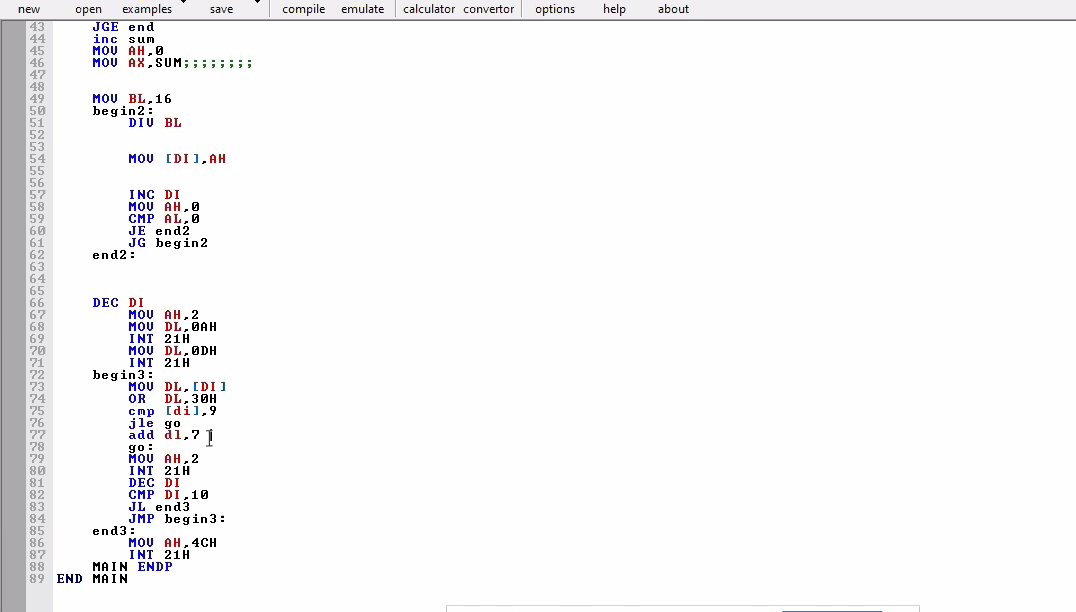 new open examples save compile emulate calculator convertor options help about
43 JGE end
44 inc sum
45 MOV AH,0
46 MOV AX,SUM;;;;;;;;
47
48
49 MOV BL,16
50 begin2:
51 DIV BL
52
53
54 MOV [DI],AH
55
56
57 INC DI
58 MOV AH,0
59 CMP AL,0
60 JE end2
61 JG begin2
62 end2:
63
64
65
66 DEC DI
67 MOV AH,2
68 MOV DL,0AH
69 INT 21H
70 MOV DL,0DH
71 INT 21H
72 begin3:
73 MOV DL,[DI]
74 OR DL,30H
75 cmp [di],9
76 jle go
77 add dl,7
78 go:
79 MOV AH,2
80 INT 21H
81 DEC DI
82 CMP DI,10
83 JL end3
84 JMP begin3:
85 end3:
86 MOV AH,4CH
87 INT 21H
88 MAIN ENDP
89 END MAIN